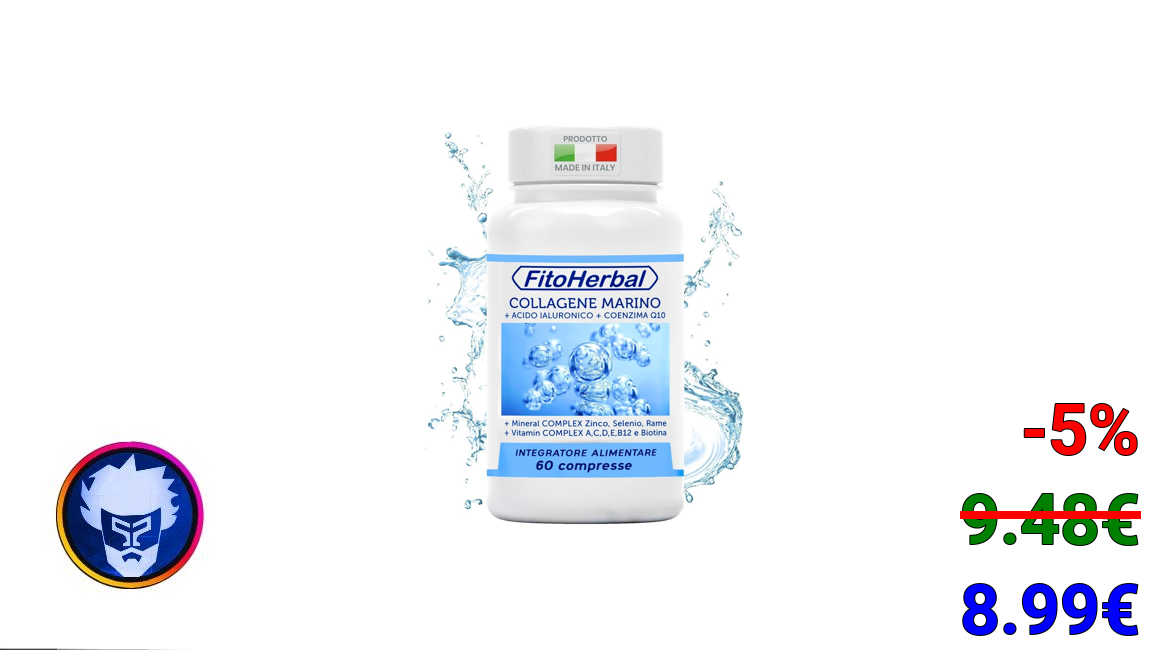 PRODOTTO
MADE IN ITALY
FitoHerbal
COLLAGENE MARINO
+ ACIDO IALURONICO + COENZIMA Q10
+ Mineral COMPLEX Zinco, Selenio, Rame
+ Vitamin COMPLEX A,C,D,E,B12 e Biotina
INTEGRATORE ALIMENTARE
60 compresse
-5%
9.48€
8.99€